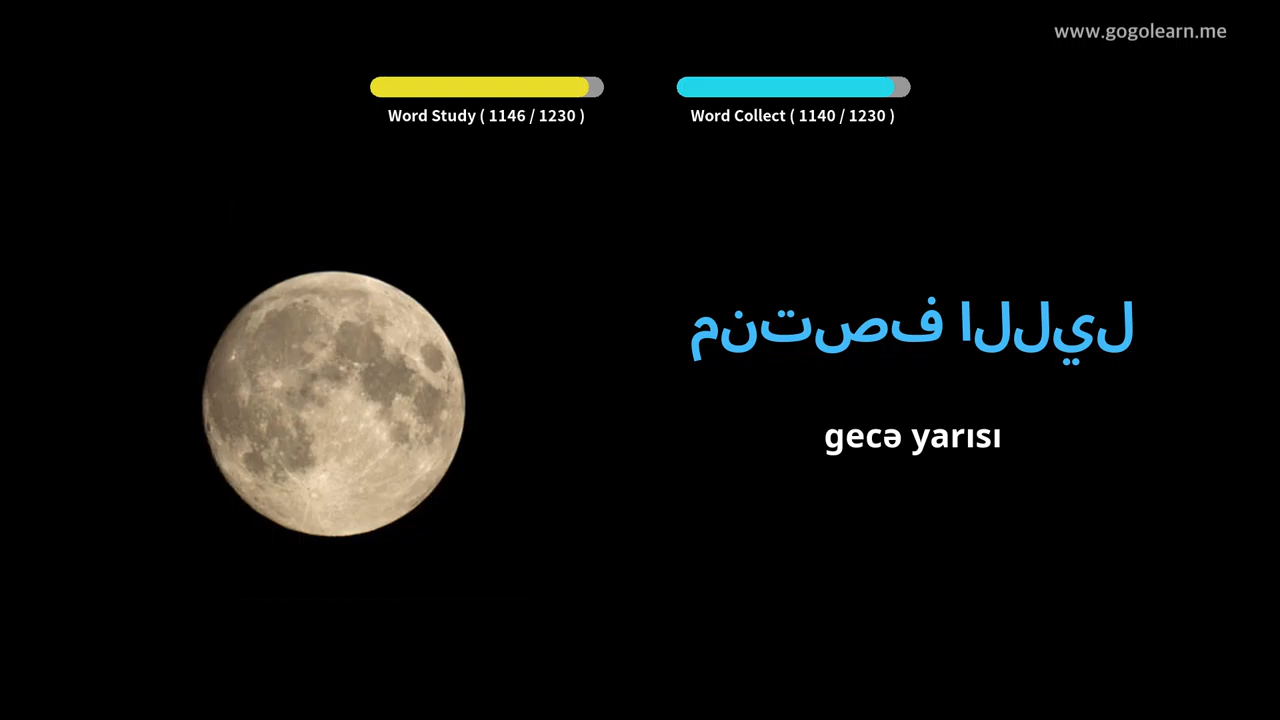 www.gogolearn.me
Word Study ( 1146 / 1230 )
Word Collect ( 1140 / 1230 )
منتصف الليل
gecə yarısı